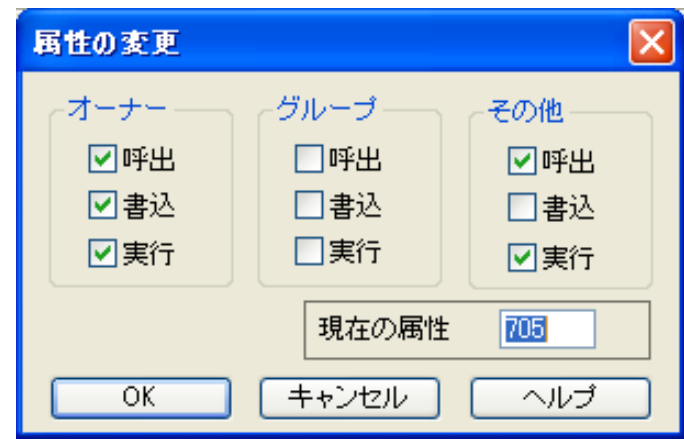 属性の変更
オーナー
呼出
書込
実行
グループ
呼出
書込
実行
その他
呼出
書込
実行
現在の属性 705
OK キャンセル ヘルプ